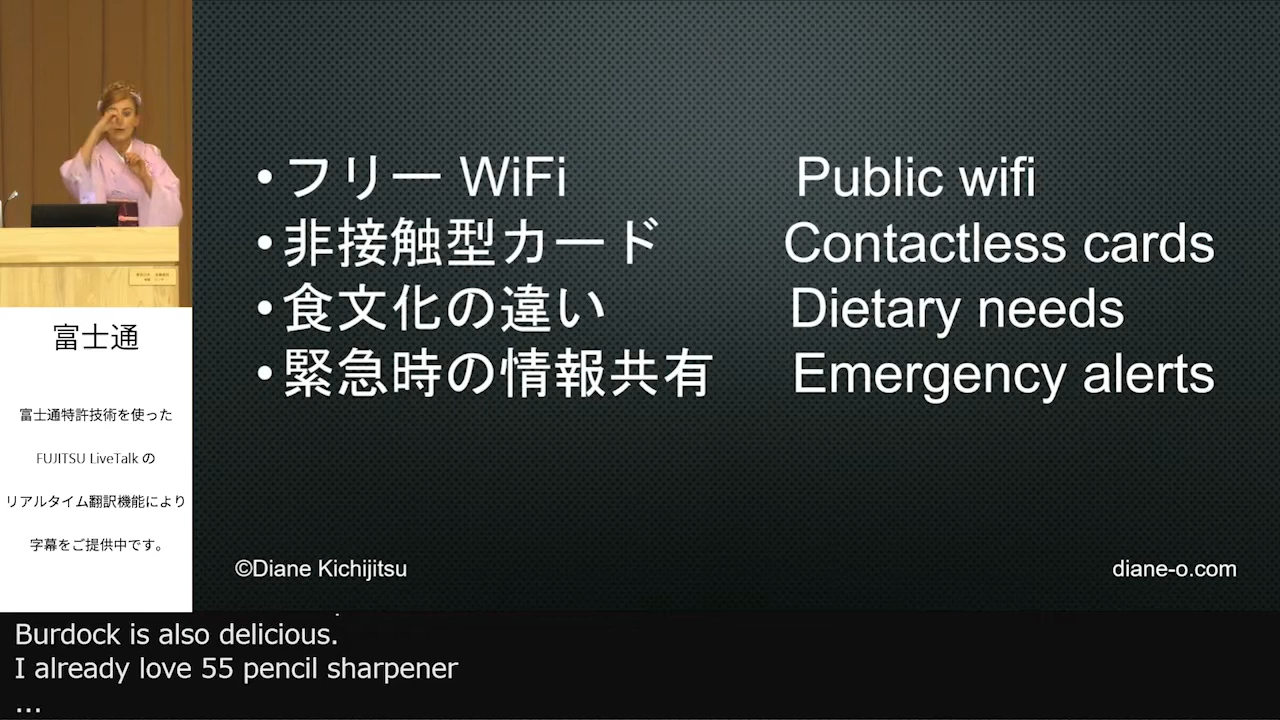 • フリー WiFi Public wifi
• 非接触型カード Contactless cards
• 食文化の違い Dietary needs
• 緊急時の情報共有 Emergency alerts
©Diane Kichijitsu diane-o.com
富士通
富士通特許技術を使った
FUJITSU LiveTalk の
リアルタイム翻訳機能により
字幕をご提供中です。
Burdock is also delicious.
I already love 55 pencil sharpener
...